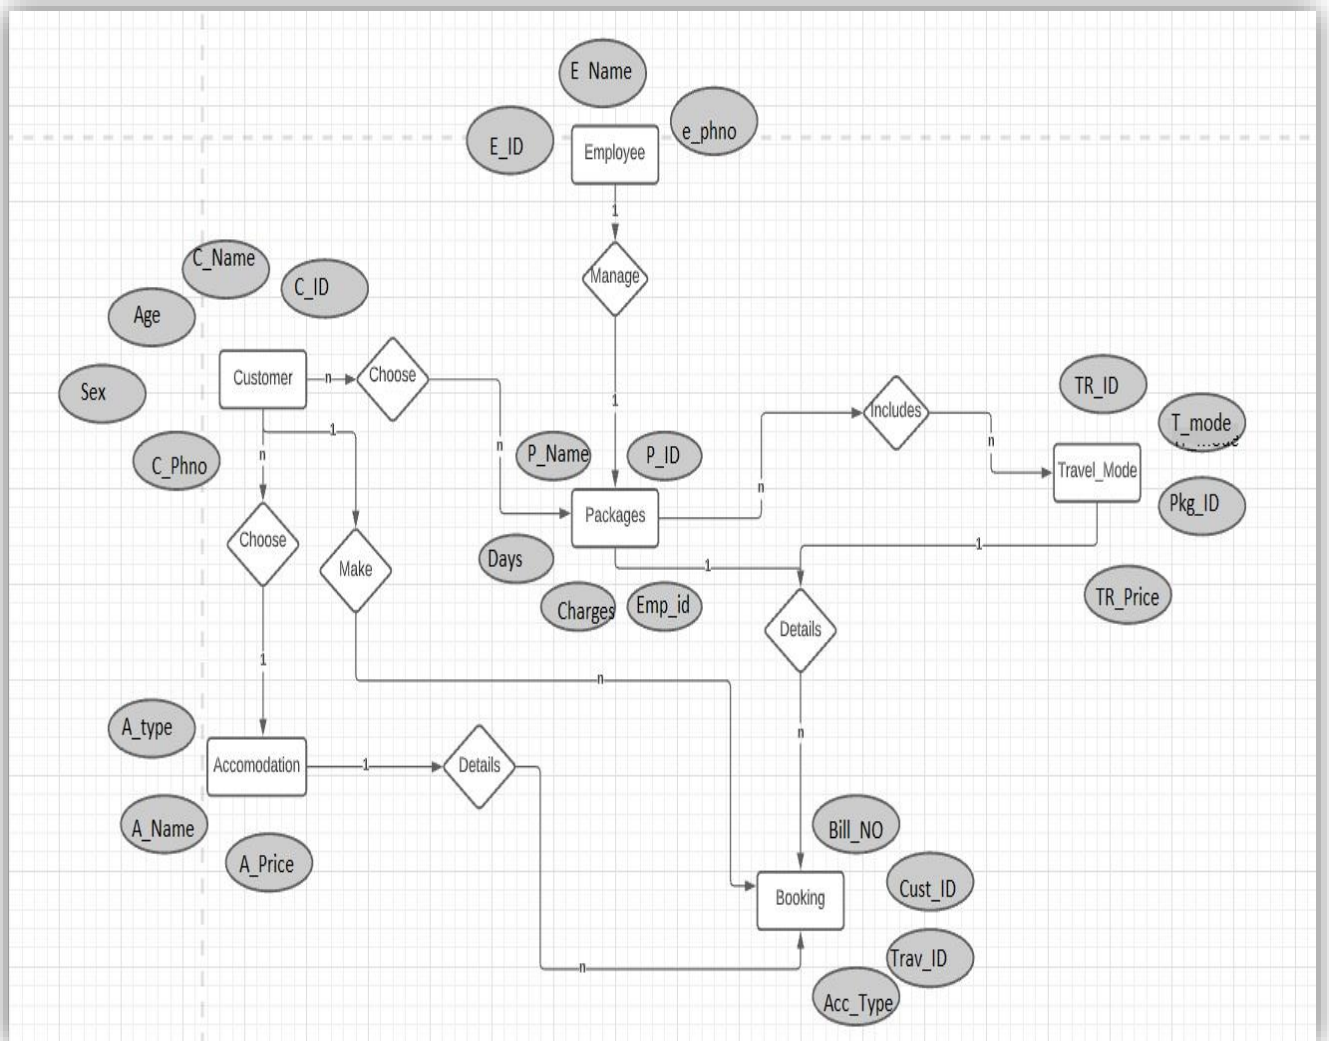 E Name
e_phno
E_ID
Employee
1
Manage
C_Name
C_ID
Age
Customer
n
Choose
Sex
1
n
C_Phno
1
n
P_Name
P_ID
Includes
n
TR_ID
T_mode
Travel_Mode
Pkg_ID
n
Packages
Choose
Make
Days
1
1
Charges
Emp_id
TR_Price
Details
1
n
n
A_type
Accomodation
1
Details
A_Name
A_Price
Bill_NO
Cust_ID
Booking
Trav_ID
n
Acc_Type